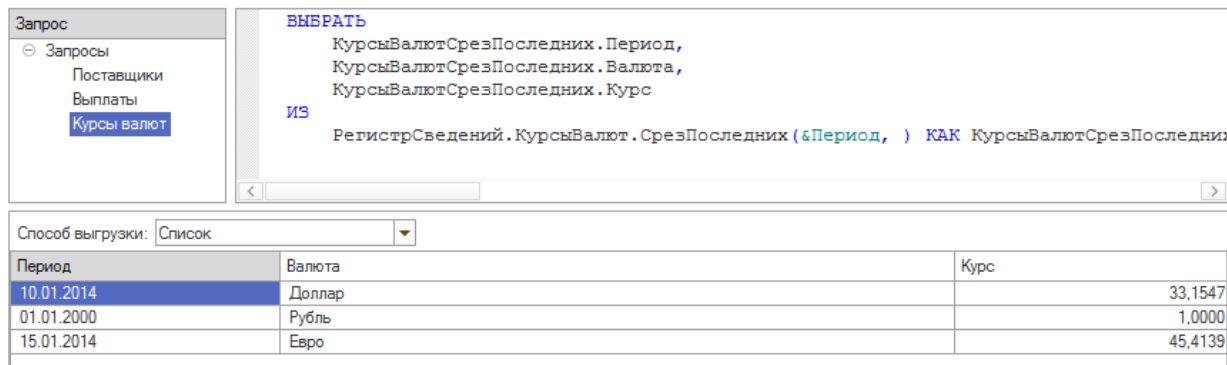 Запрос
Запросы
Поставщики
Выплаты
Курсы валют
ВЫБРАТЬ
КурсыВалютСрезПоследних.Период,
КурсыВалютСрезПоследних.Валюта,
КурсыВалютСрезПоследних.Курс
ИЗ
РегистрСведений.КурсыВалют.СрезПоследних(&Период, ) КАК КурсыВалютСрезПоследних
Способ выгрузки: Список
Период Валюта Курс
10.01.2014 Доллар 33,1547
01.01.2000 Рубль 1,0000
15.01.2014 Евро 45,4139